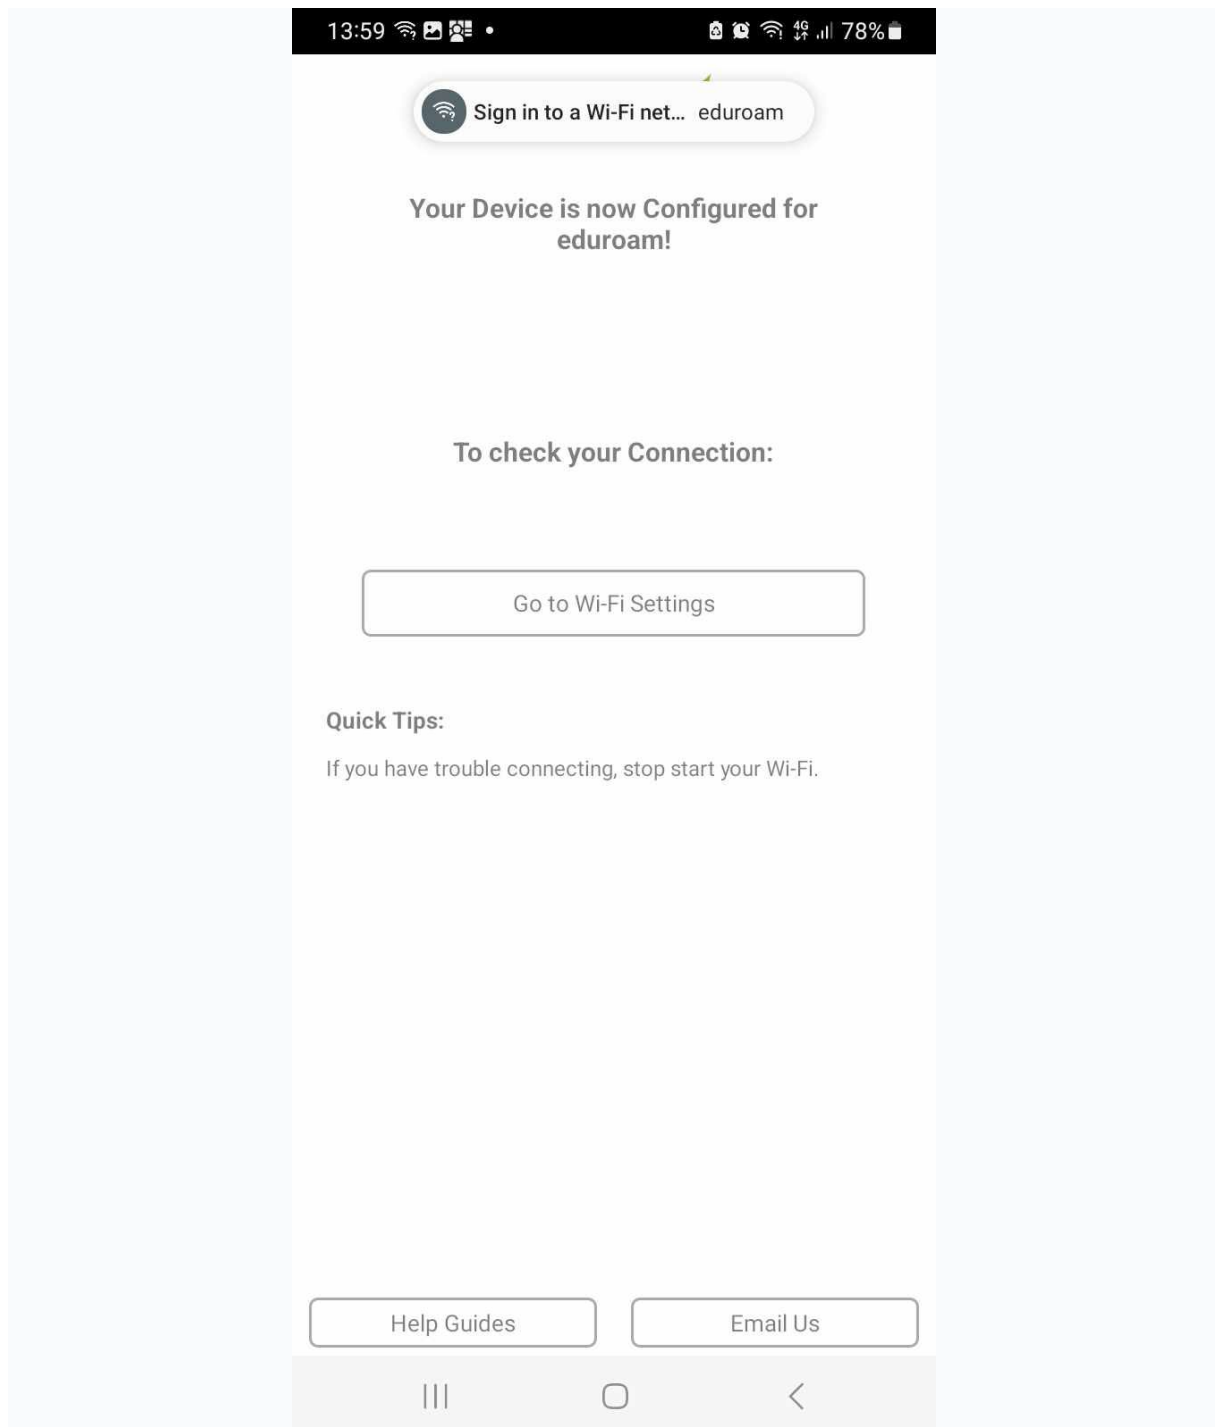 13:59 4G 78%
Sign in to a Wi-Fi net... eduroam
Your Device is now Configured for
eduroam!
To check your Connection:
Go to Wi-Fi Settings
Quick Tips:
If you have trouble connecting, stop start your Wi-Fi.
Help Guides Email Us